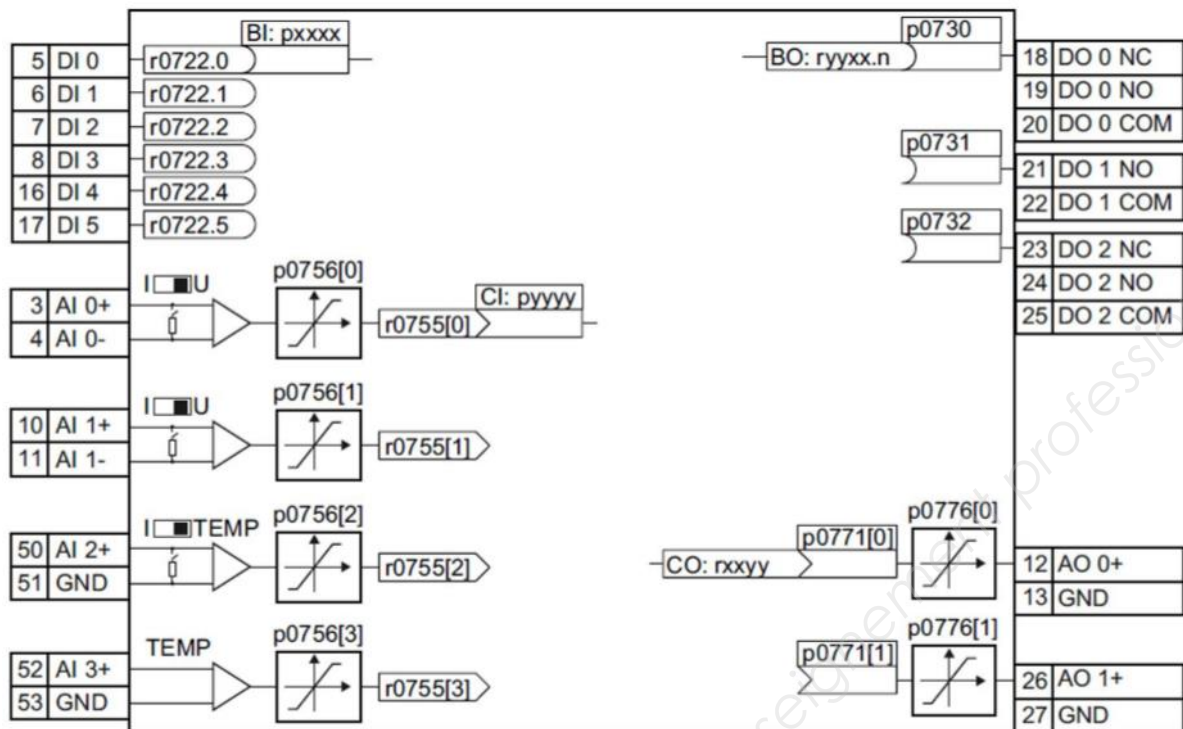 BI: pxxxx
5 DI 0 r0722.0
6 DI 1 r0722.1
7 DI 2 r0722.2
8 DI 3 r0722.3
16 DI 4 r0722.4
17 DI 5 r0722.5
I U p0756[0]
CI: pyyyy
3 AI 0+
r0755[0]
4 AI 0-
I U p0756[1]
10 AI 1+
r0755[1]
11 AI 1-
I TEMP p0756[2]
50 AI 2+
r0755[2]
51 GND
TEMP p0756[3]
52 AI 3+
r0755[3]
53 GND
p0730
BO: ryyxx.n
18 DO 0 NC
19 DO 0 NO
20 DO 0 COM
p0731
21 DO 1 NO
22 DO 1 COM
p0732
23 DO 2 NC
24 DO 2 NO
25 DO 2 COM
p0776[0]
p0771[0]
CO: rxxyy
12 AO 0+
13 GND
p0776[1]
p0771[1]
26 AO 1+
27 GND